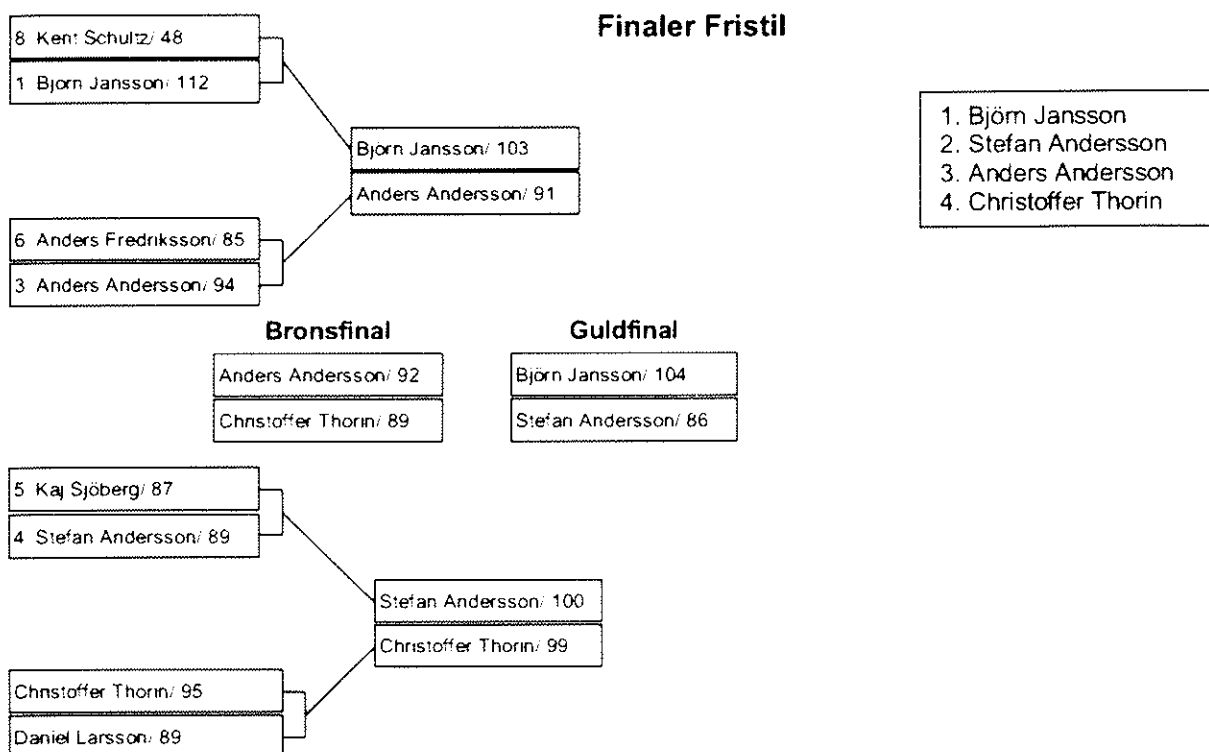 Finaler Fristil
8 Kent Schultz/ 48
1 Bjorn Jansson/ 112
Björn Jansson/ 103
Anders Andersson/ 91
6 Anders Fredriksson/ 85
3 Anders Andersson/ 94
1. Björn Jansson
2. Stefan Andersson
3. Anders Andersson
4. Christoffer Thorin
Bronsfinal
Anders Andersson/ 92
Christoffer Thorin/ 89
Guldfinal
Björn Jansson/ 104
Stefan Andersson/ 86
5 Kaj Sjöberg/ 87
4 Stefan Andersson/ 89
Stefan Andersson/ 100
Christoffer Thorin/ 99
Christoffer Thorin/ 95
Daniel Larsson/ 89